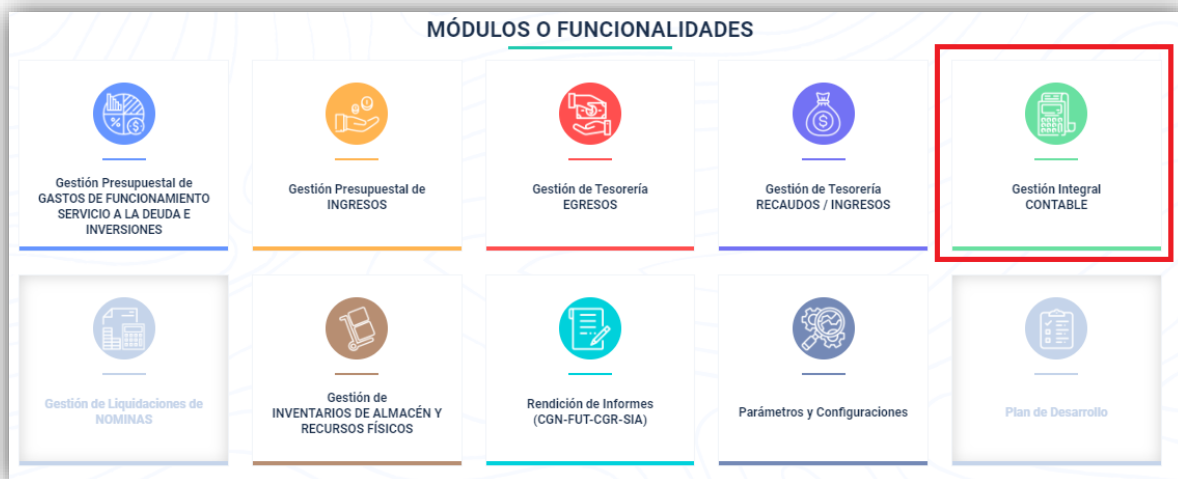 MÓDULOS O FUNCIONALIDADES
Gestión Presupuestal de
GASTOS DE FUNCIONAMIENTO
SERVICIO A LA DEUDA E
INVERSIONES
Gestión Presupuestal de
INGRESOS
Gestión de Tesorería
EGRESOS
Gestión de Tesorería
RECAUDOS / INGRESOS
Gestión Integral
CONTABLE
Gestión de Liquidaciones de
NOMINAS
Gestión de
INVENTARIOS DE ALMACÉN Y
RECURSOS FÍSICOS
Rendición de Informes
(CGN-FUT-CGR-SIA)
Parámetros y Configuraciones
Plan de Desarrollo